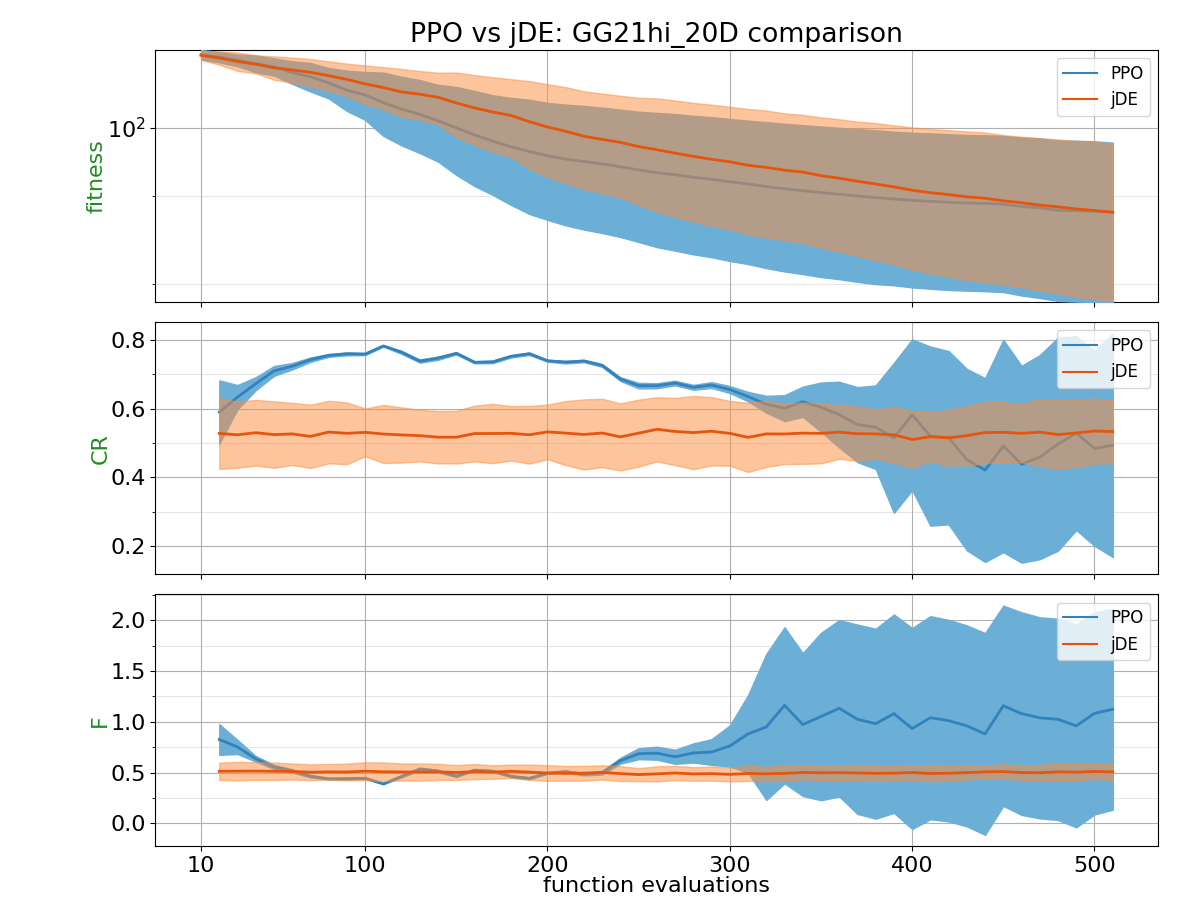 PPO vs jDE: GG21hi_20D comparison
PPO
jDE
10²
fitness
PPO
jDE
0.8
0.6
0.4
0.2
CR
PPO
jDE
2.0
1.5
1.0
0.5
0.0
F
10 100 200 300 400 500
function evaluations